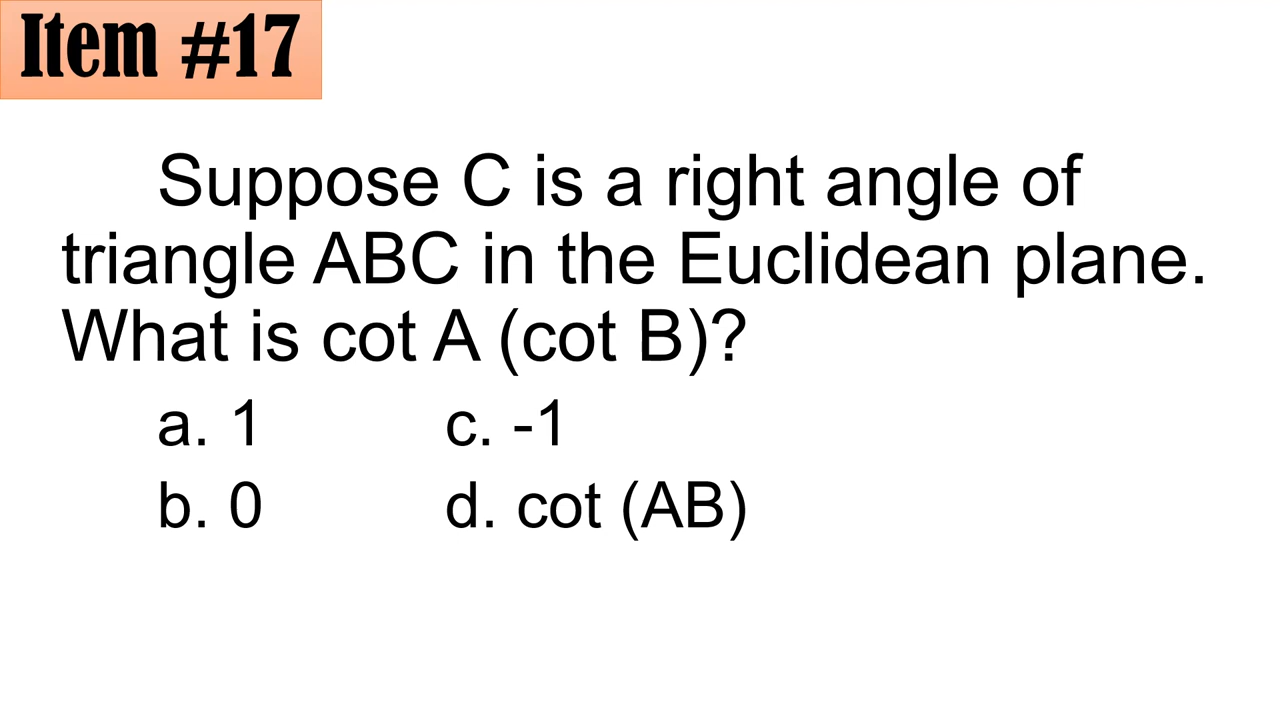 Item #17
Suppose C is a right angle of
triangle ABC in the Euclidean plane.
What is cot A (cot B)?
a. 1 c. -1
b. 0 d. cot (AB)